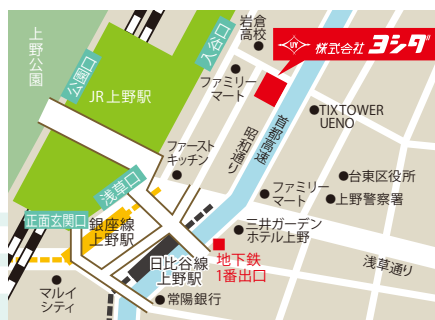 上野公園
公園口
JR上野駅
入谷口
岩倉
高校
UY
株式会社 ヨシダ
ファミリー
マート
TIXTOWER
UENO
首都高速
昭和通り
ファースト
キッチン
浅草口
台東区役所
ファミリー
マート
上野警察署
正面玄関口
銀座線
上野駅
三井ガーデン
ホテル上野
日比谷線
上野駅
地下鉄
1番出口
浅草通り
マルイ
シティ
常陽銀行